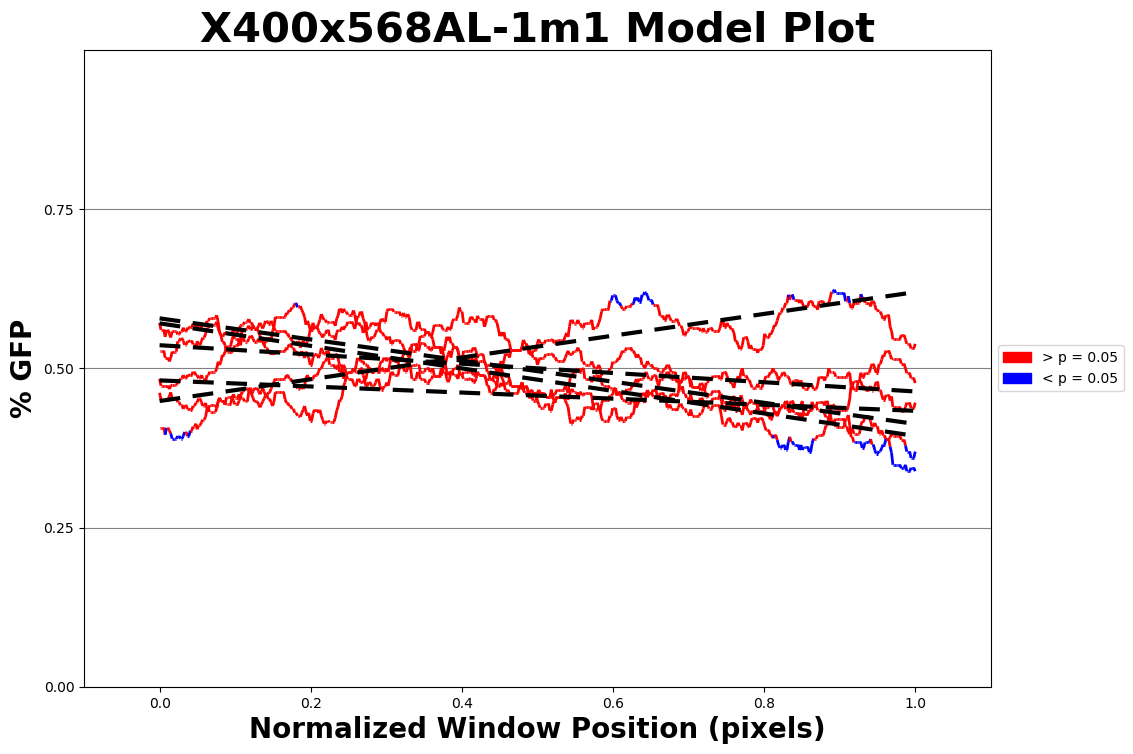 X400x568AL-1m1 Model Plot
% GFP
0.75
0.50
0.25
0.00
0.0 0.2 0.4 0.6 0.8 1.0
Normalized Window Position (pixels)
> p = 0.05
< p = 0.05